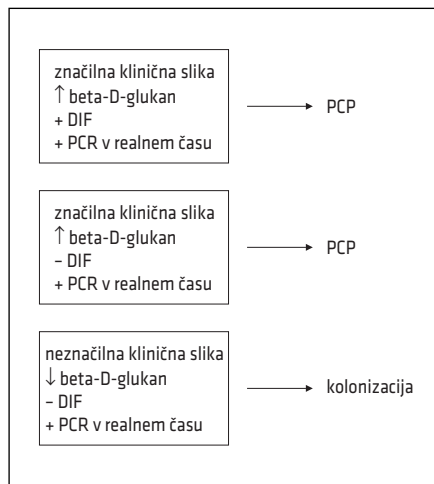 značilna klinična slika
↑ beta-D-glukan
+ DIF
+ PCR v realnem času
PCP
značilna klinična slika
↑ beta-D-glukan
– DIF
+ PCR v realnem času
PCP
neznačilna klinična slika
↓ beta-D-glukan
– DIF
+ PCR v realnem času
kolonizacija